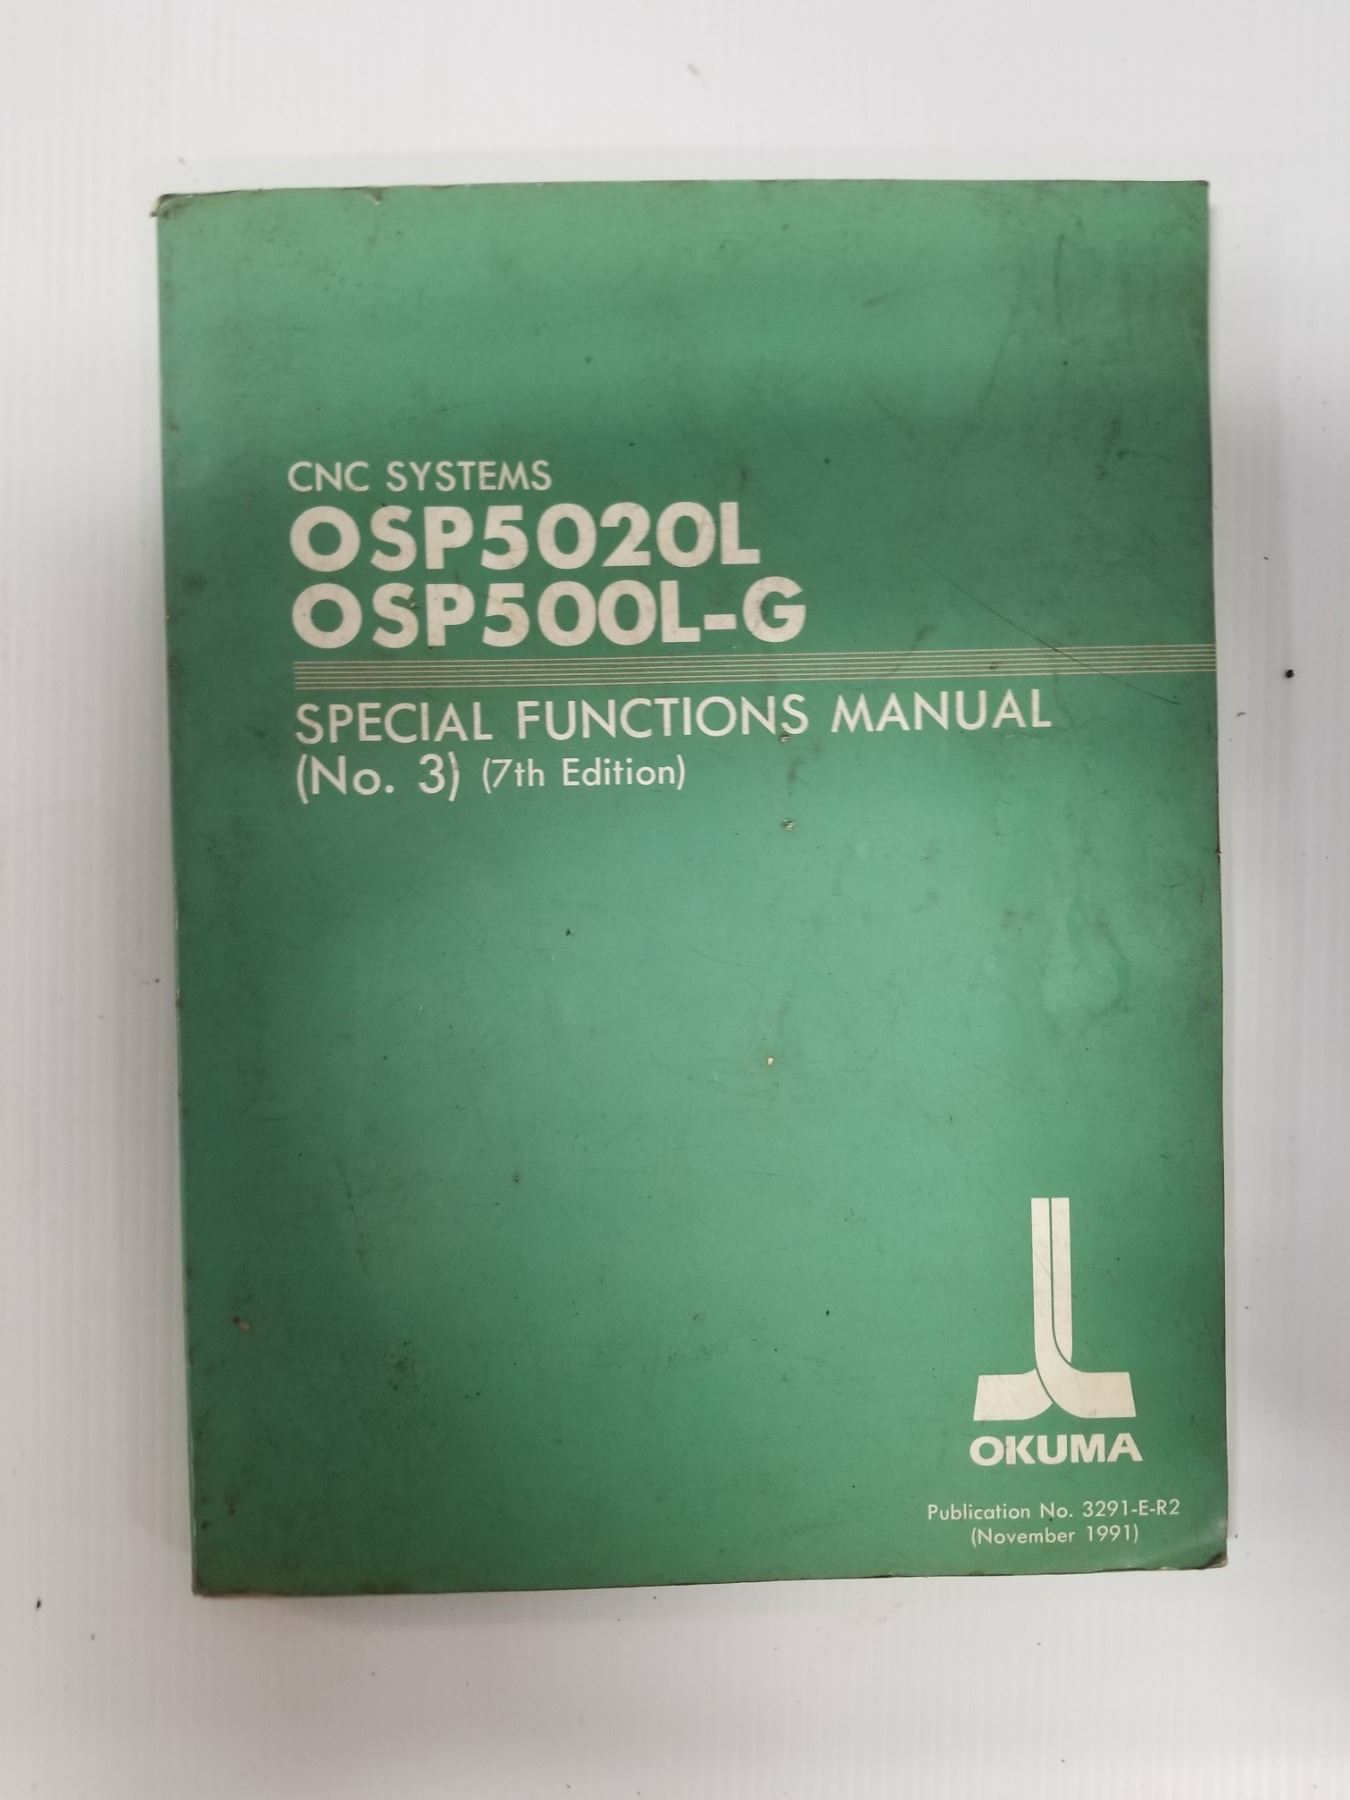 CNC SYSTEMS
OSP5020L
OSP500L-G
SPECIAL FUNCTIONS MANUAL
(No. 3) (7th Edition)
OKUMA
Publication No. 3291-E-R2
(November 1991)